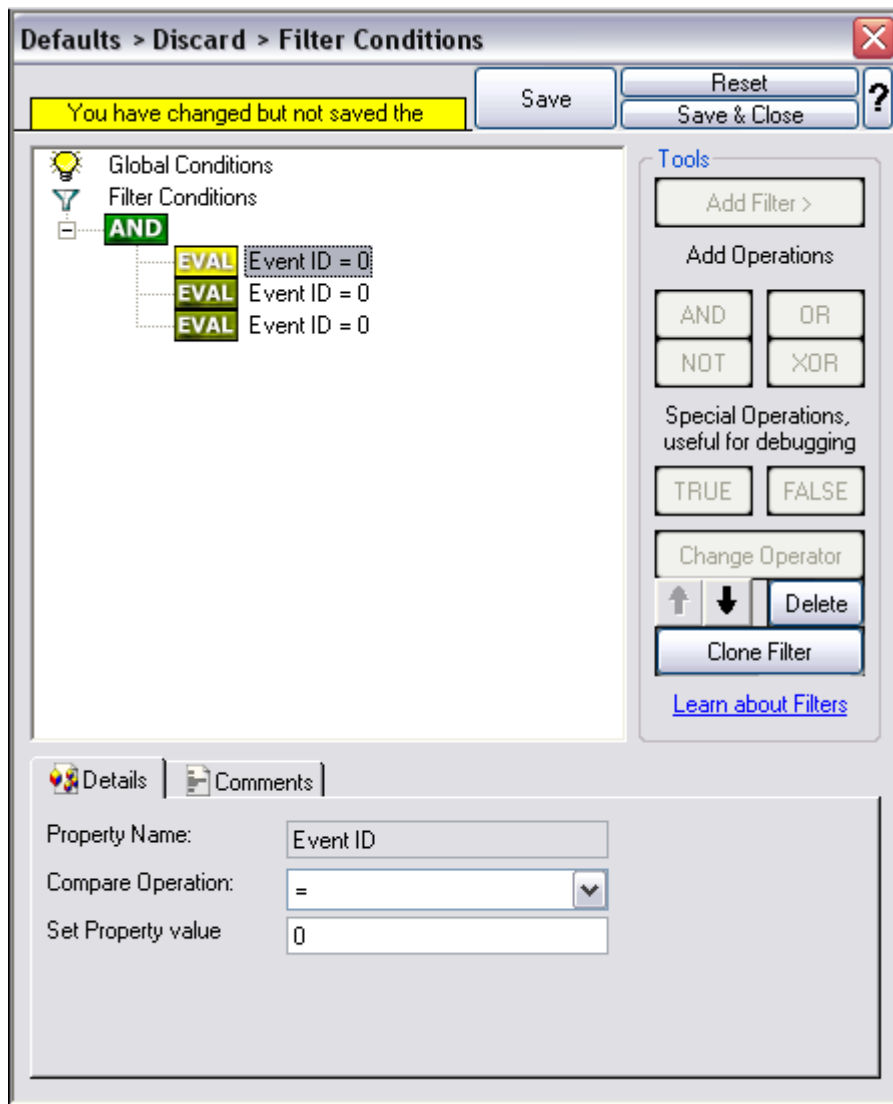 Defaults > Discard > Filter Conditions
You have changed but not saved the
Save
Reset
Save & Close
?
Global Conditions
Filter Conditions
AND
EVAL Event ID = 0
EVAL Event ID = 0
EVAL Event ID = 0
Tools
Add Filter >
Add Operations
AND OR
NOT XOR
Special Operations,
useful for debugging
TRUE FALSE
Change Operator
Delete
Clone Filter
Learn about Filters
Details Comments
Property Name: Event ID
Compare Operation: =
Set Property value 0